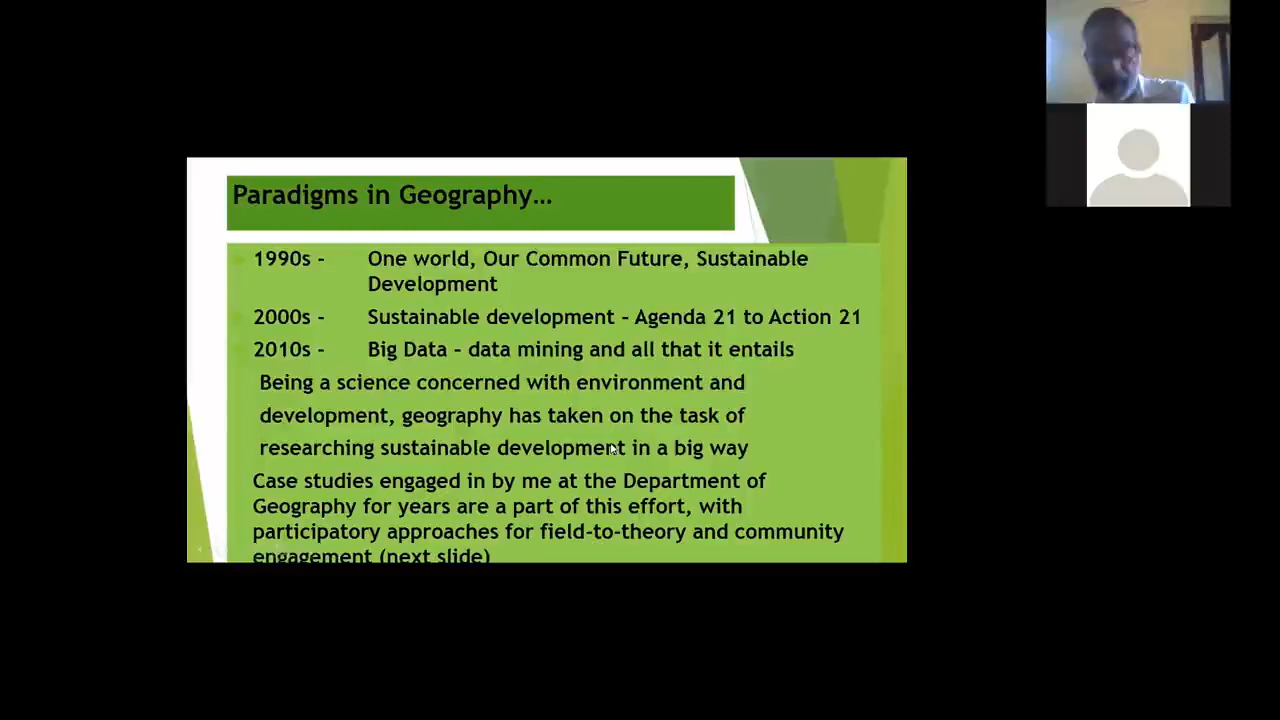 Paradigms in Geography...
1990s - One world, Our Common Future, Sustainable
Development
2000s - Sustainable development - Agenda 21 to Action 21
2010s - Big Data - data mining and all that it entails
Being a science concerned with environment and
development, geography has taken on the task of
researching sustainable development in a big way
Case studies engaged in by me at the Department of
Geography for years are a part of this effort, with
participatory approaches for field-to-theory and community
engagement (next slide)